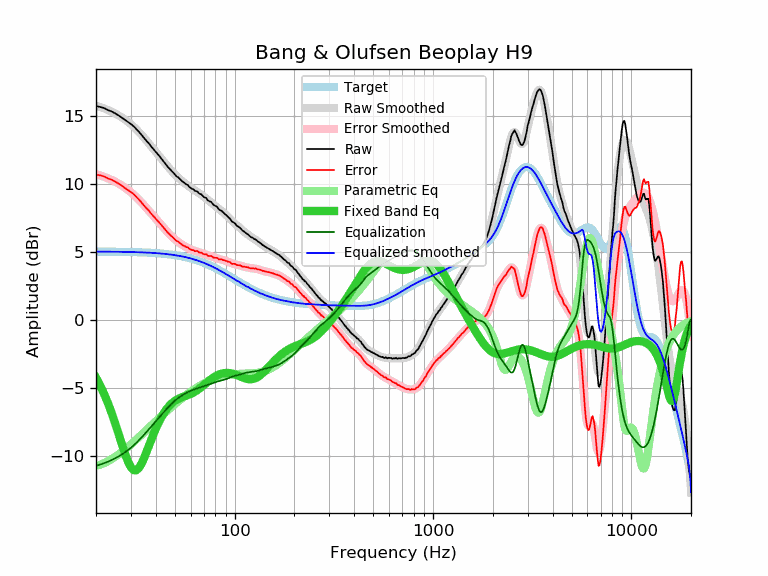 Bang & Olufsen Beoplay H9
Target
Raw Smoothed
Error Smoothed
Raw
Error
Parametric Eq
Fixed Band Eq
Equalization
Equalized smoothed
15
10
5
0
−5
−10
Amplitude (dBr)
100
1000
10000
Frequency (Hz)